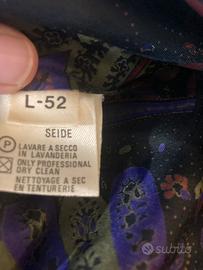 L-52
SEIDE
P
LAVARE A SECCO
IN LAVANDERIA
ONLY PROFESSIONAL
DRY CLEAN
NETTOYAGE A SEC
EN TENTURERIE
subito